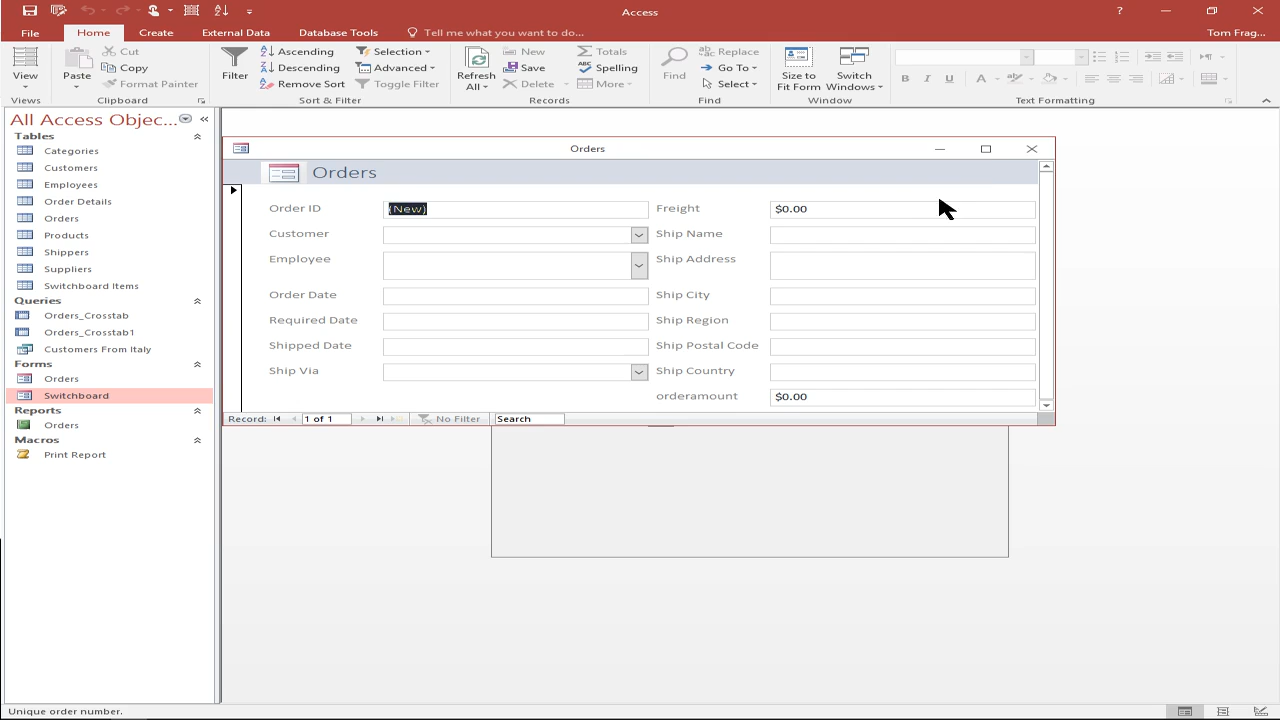 Access
?
Tom Frag...
File
Home
Create
External Data
Database Tools
Tell me what you want to do...
View
Views
Paste
Cut
Copy
Format Painter
Clipboard
Filter
Ascending
Descending
Remove Sort
Selection
Advanced
Toggle Filter
Sort & Filter
Refresh
All
New
Save
Delete
Totals
Spelling
More
Records
Find
Replace
Go To
Select
Find
Size to
Fit Form
Switch
Windows
Window
B I U
A
Text Formatting
All Access Objec...
Tables
Categories
Customers
Employees
Order Details
Orders
Products
Shippers
Suppliers
Switchboard Items
Queries
Orders_Crosstab
Orders_Crosstab1
Customers From Italy
Forms
Orders
Switchboard
Reports
Orders
Macros
Print Report
Orders
Orders
Order ID (New) Freight $0.00
Customer Ship Name
Employee Ship Address
Order Date Ship City
Required Date Ship Region
Shipped Date Ship Postal Code
Ship Via Ship Country
orderamount $0.00
Record: 1 of 1 No Filter Search
Unique order number.